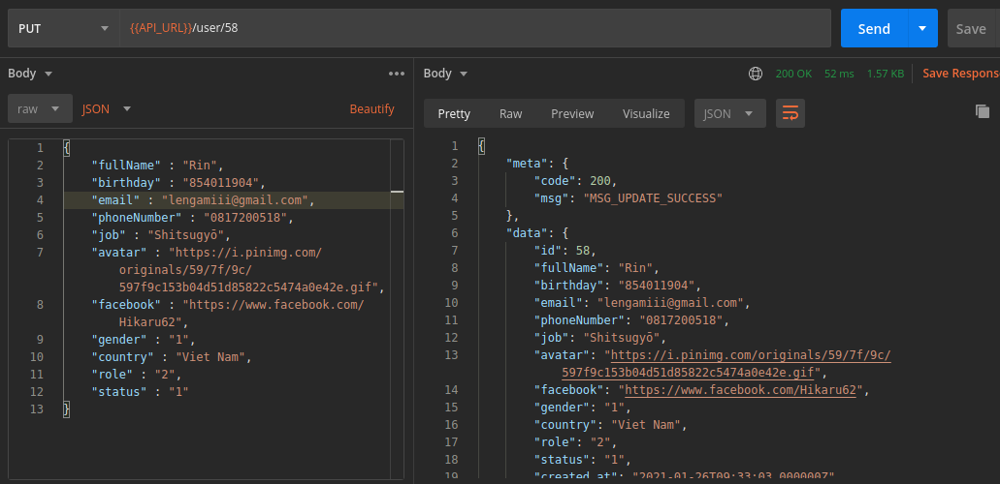 PUT {{API_URL}}/user/58 Send Save
Body ••• Body 200 OK 52 ms 1.57 KB Save Respons
raw JSON Beautify Pretty Raw Preview Visualize JSON
1 {
2 "fullName" : "Rin",
3 "birthday" : "854011904",
4 "email" : "lengamiii@gmail.com",
5 "phoneNumber" : "0817200518",
6 "job" : "Shitsugyō",
7 "avatar" : "https://i.pinimg.com/
originals/59/7f/9c/
597f9c153b04d51d85822c5474a0e42e.gif",
8 "facebook" : "https://www.facebook.com/
Hikaru62",
9 "gender" : "1",
10 "country" : "Viet Nam",
11 "role" : "2",
12 "status" : "1"
13 }
1 {
2 "meta": {
3 "code": 200,
4 "msg": "MSG_UPDATE_SUCCESS"
5 },
6 "data": {
7 "id": 58,
8 "fullName": "Rin",
9 "birthday": "854011904",
10 "email": "lengamiii@gmail.com",
11 "phoneNumber": "0817200518",
12 "job": "Shitsugyō",
13 "avatar": "https://i.pinimg.com/originals/59/7f/9c/
597f9c153b04d51d85822c5474a0e42e.gif",
14 "facebook": "https://www.facebook.com/Hikaru62",
15 "gender": "1",
16 "country": "Viet Nam",
17 "role": "2",
18 "status": "1",
19 "created_at": "2021-01-26T09:33:03.000000Z"